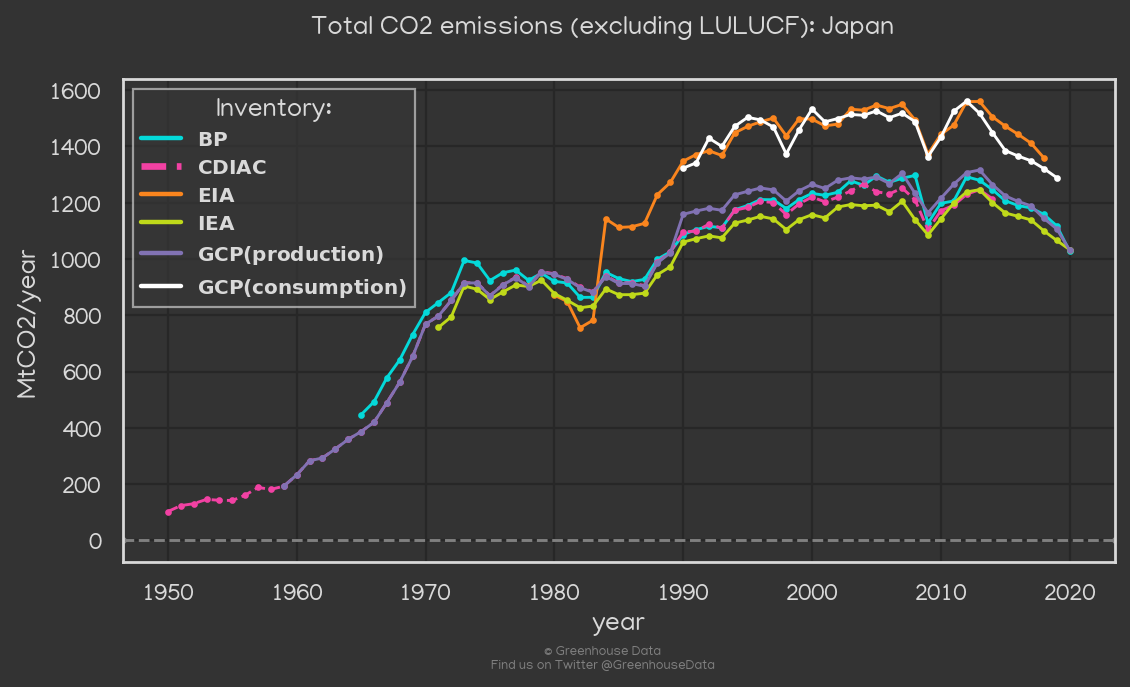 Total CO2 emissions (excluding LULUCF): Japan
Inventory:
BP
CDIAC
EIA
IEA
GCP(production)
GCP(consumption)
MtCO2/year
1600
1400
1200
1000
800
600
400
200
0
1950 1960 1970 1980 1990 2000 2010 2020
year
© Greenhouse Data
Find us on Twitter @GreenhouseData